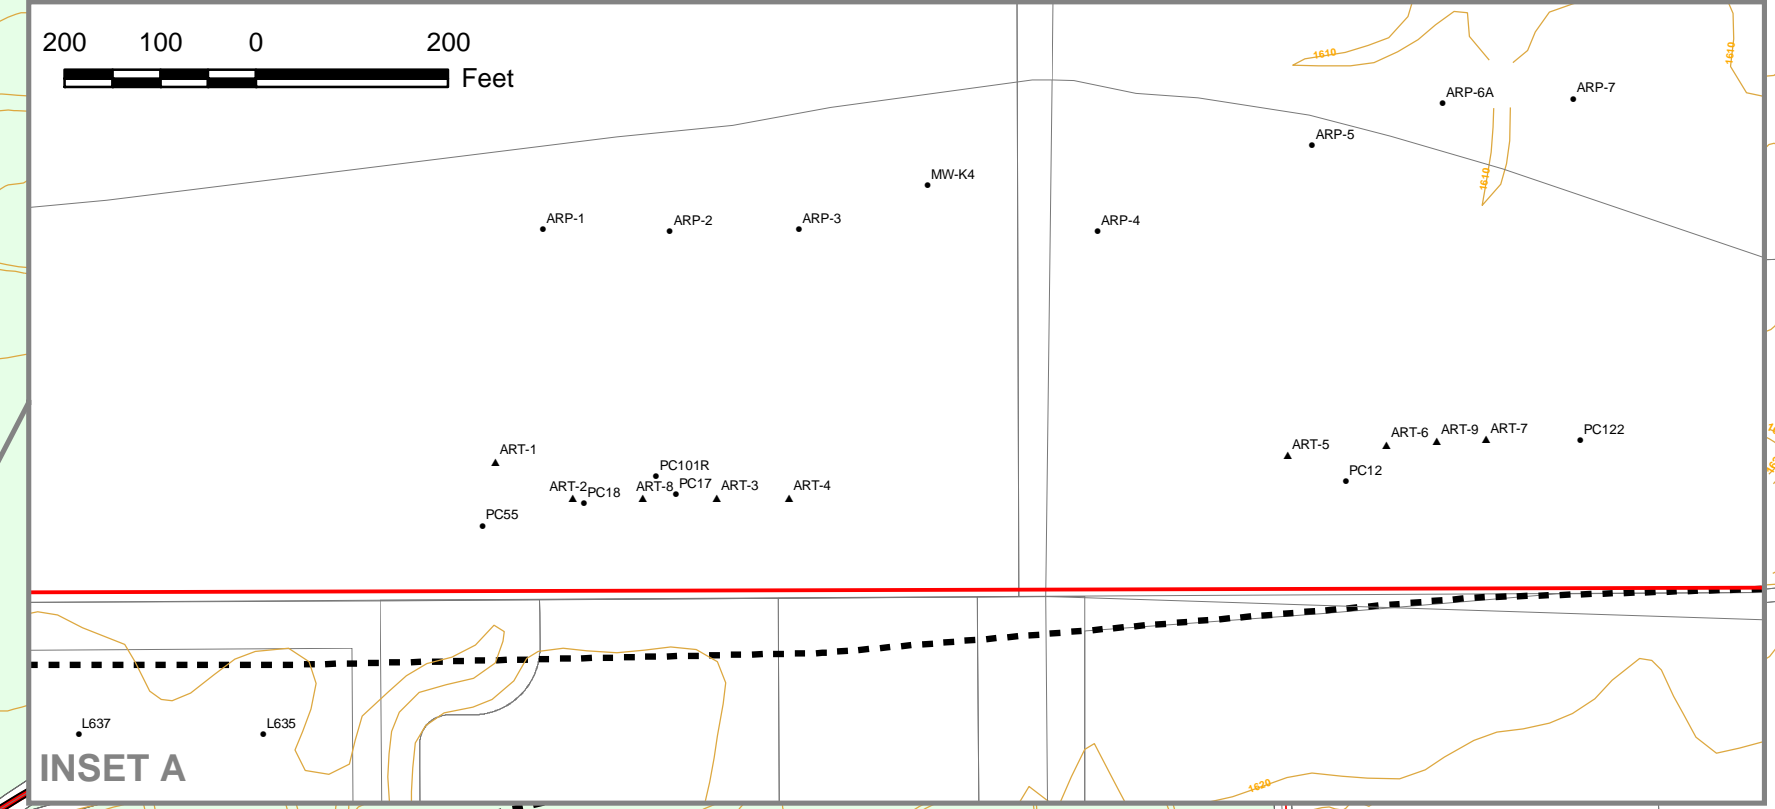 200 100 0 200
Feet
1610
1610
ARP-6A
ARP-7
ARP-5
MW-K4
1610
ARP-1
ARP-2
ARP-3
ARP-4
ART-1
ART-5
ART-6
ART-9
ART-7
PC122
PC101R
PC12
ART-2
PC18
ART-8
PC17
ART-3
ART-4
PC55
L637
L635
INSET A
1620